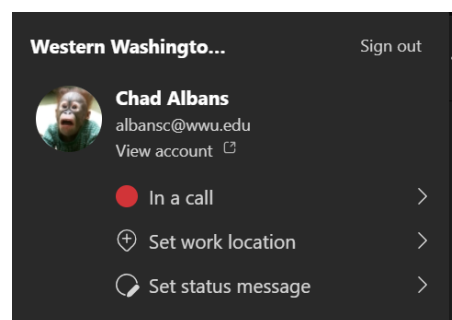 Western Washingto... Sign out
Chad Albans
albansc@wwu.edu
View account
In a call
Set work location
Set status message